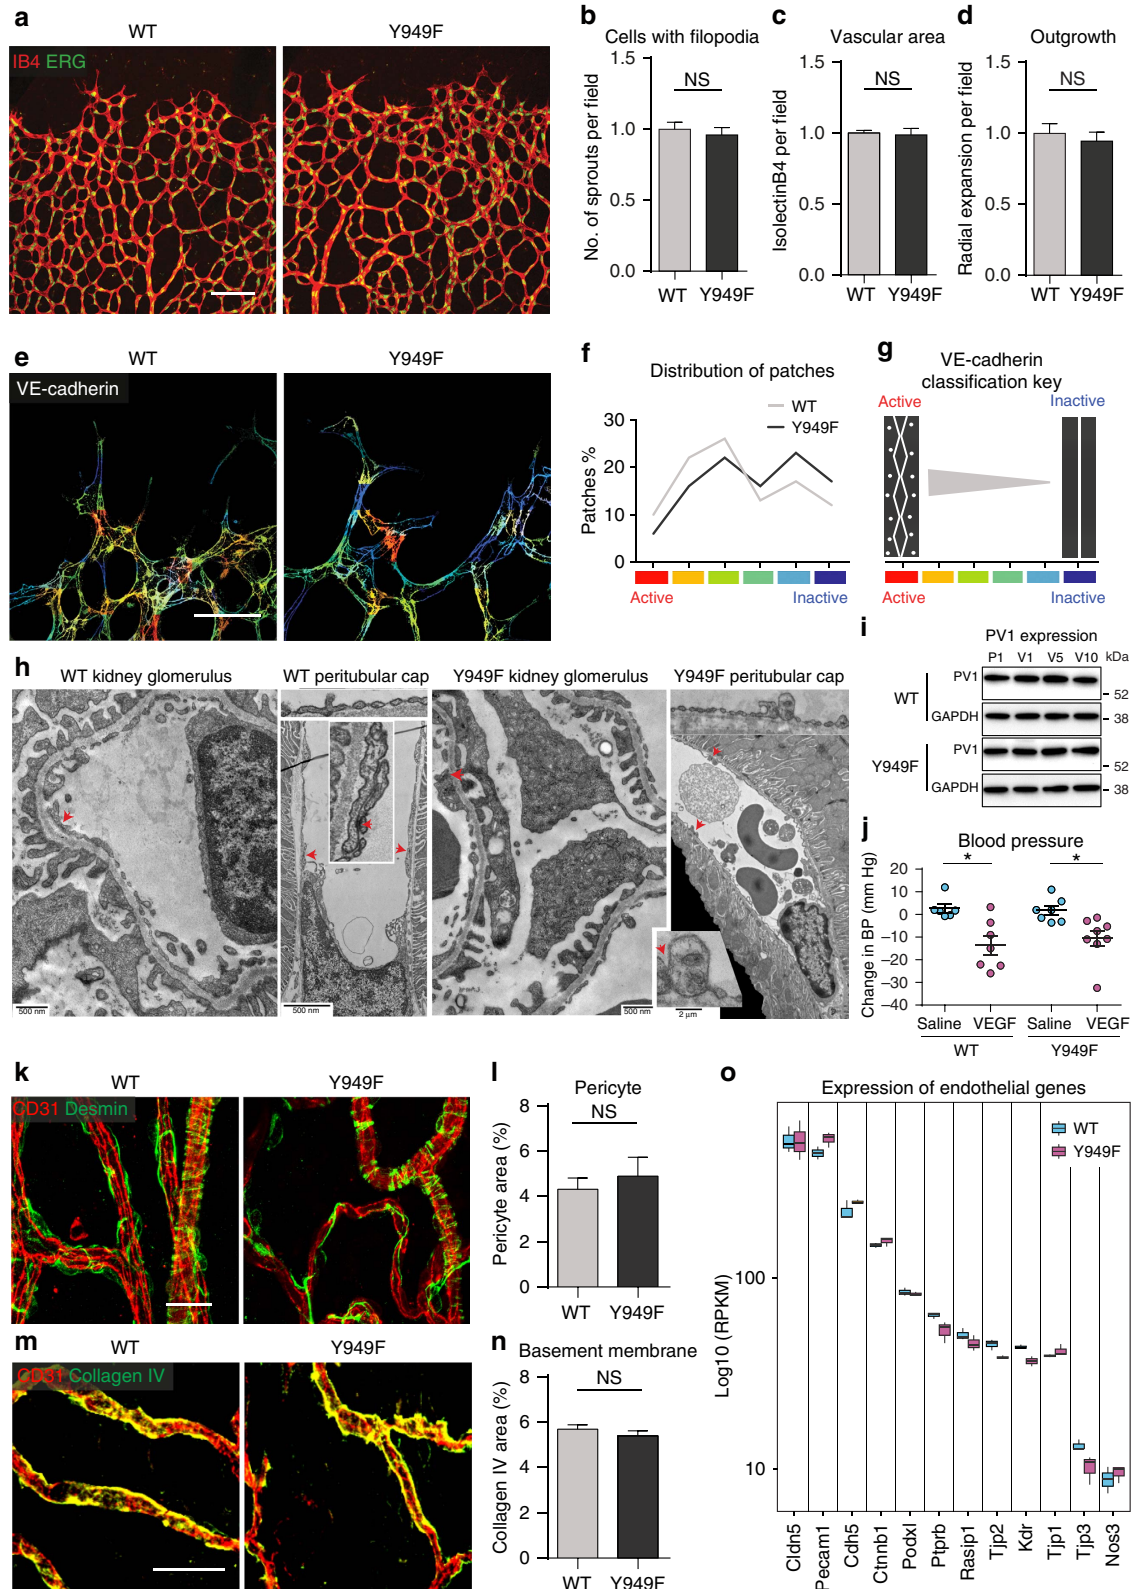 a
WT
Y949F
IB4 ERG
b
Cells with filopodia
No. of sprouts per field
1.5
1.0
0.5
0.0
NS
WT
Y949F
c
Vascular area
IsolectinB4 per field
1.5
1.0
0.5
0.0
NS
WT
Y949F
d
Outgrowth
Radial expansion per field
1.5
1.0
0.5
0.0
NS
WT
Y949F
e
WT
Y949F
VE-cadherin
f
Distribution of patches
WT
Y949F
Patches %
30
20
10
0
Active
Inactive
g
VE-cadherin
classification key
Active
Inactive
Active
Inactive
h
WT kidney glomerulus
WT peritubular cap
Y949F kidney glomerulus
Y949F peritubular cap
500 nm
500 nm
500 nm
2 µm
i
PV1 expression
P1 V1 V5 V10 kDa
WT
PV1
52
GAPDH
38
Y949F
PV1
52
GAPDH
38
j
Blood pressure
Change in BP (mm Hg)
20
10
0
–10
–20
–30
–40
*
*
Saline VEGF Saline VEGF
WT
Y949F
k
WT
Y949F
CD31 Desmin
l
Pericyte
Pericyte area (%)
8
6
4
2
0
NS
WT
Y949F
m
WT
Y949F
CD31 Collagen IV
n
Basement membrane
Collagen IV area (%)
8
6
4
2
0
NS
WT
Y949F
o
Expression of endothelial genes
WT
Y949F
Log10 (RPKM)
100
10
Cldn5
Pecam1
Cdh5
Ctnnb1
Podxl
Ptprb
Rasip1
Tjp2
Kdr
Tjp1
Tjp3
Nos3